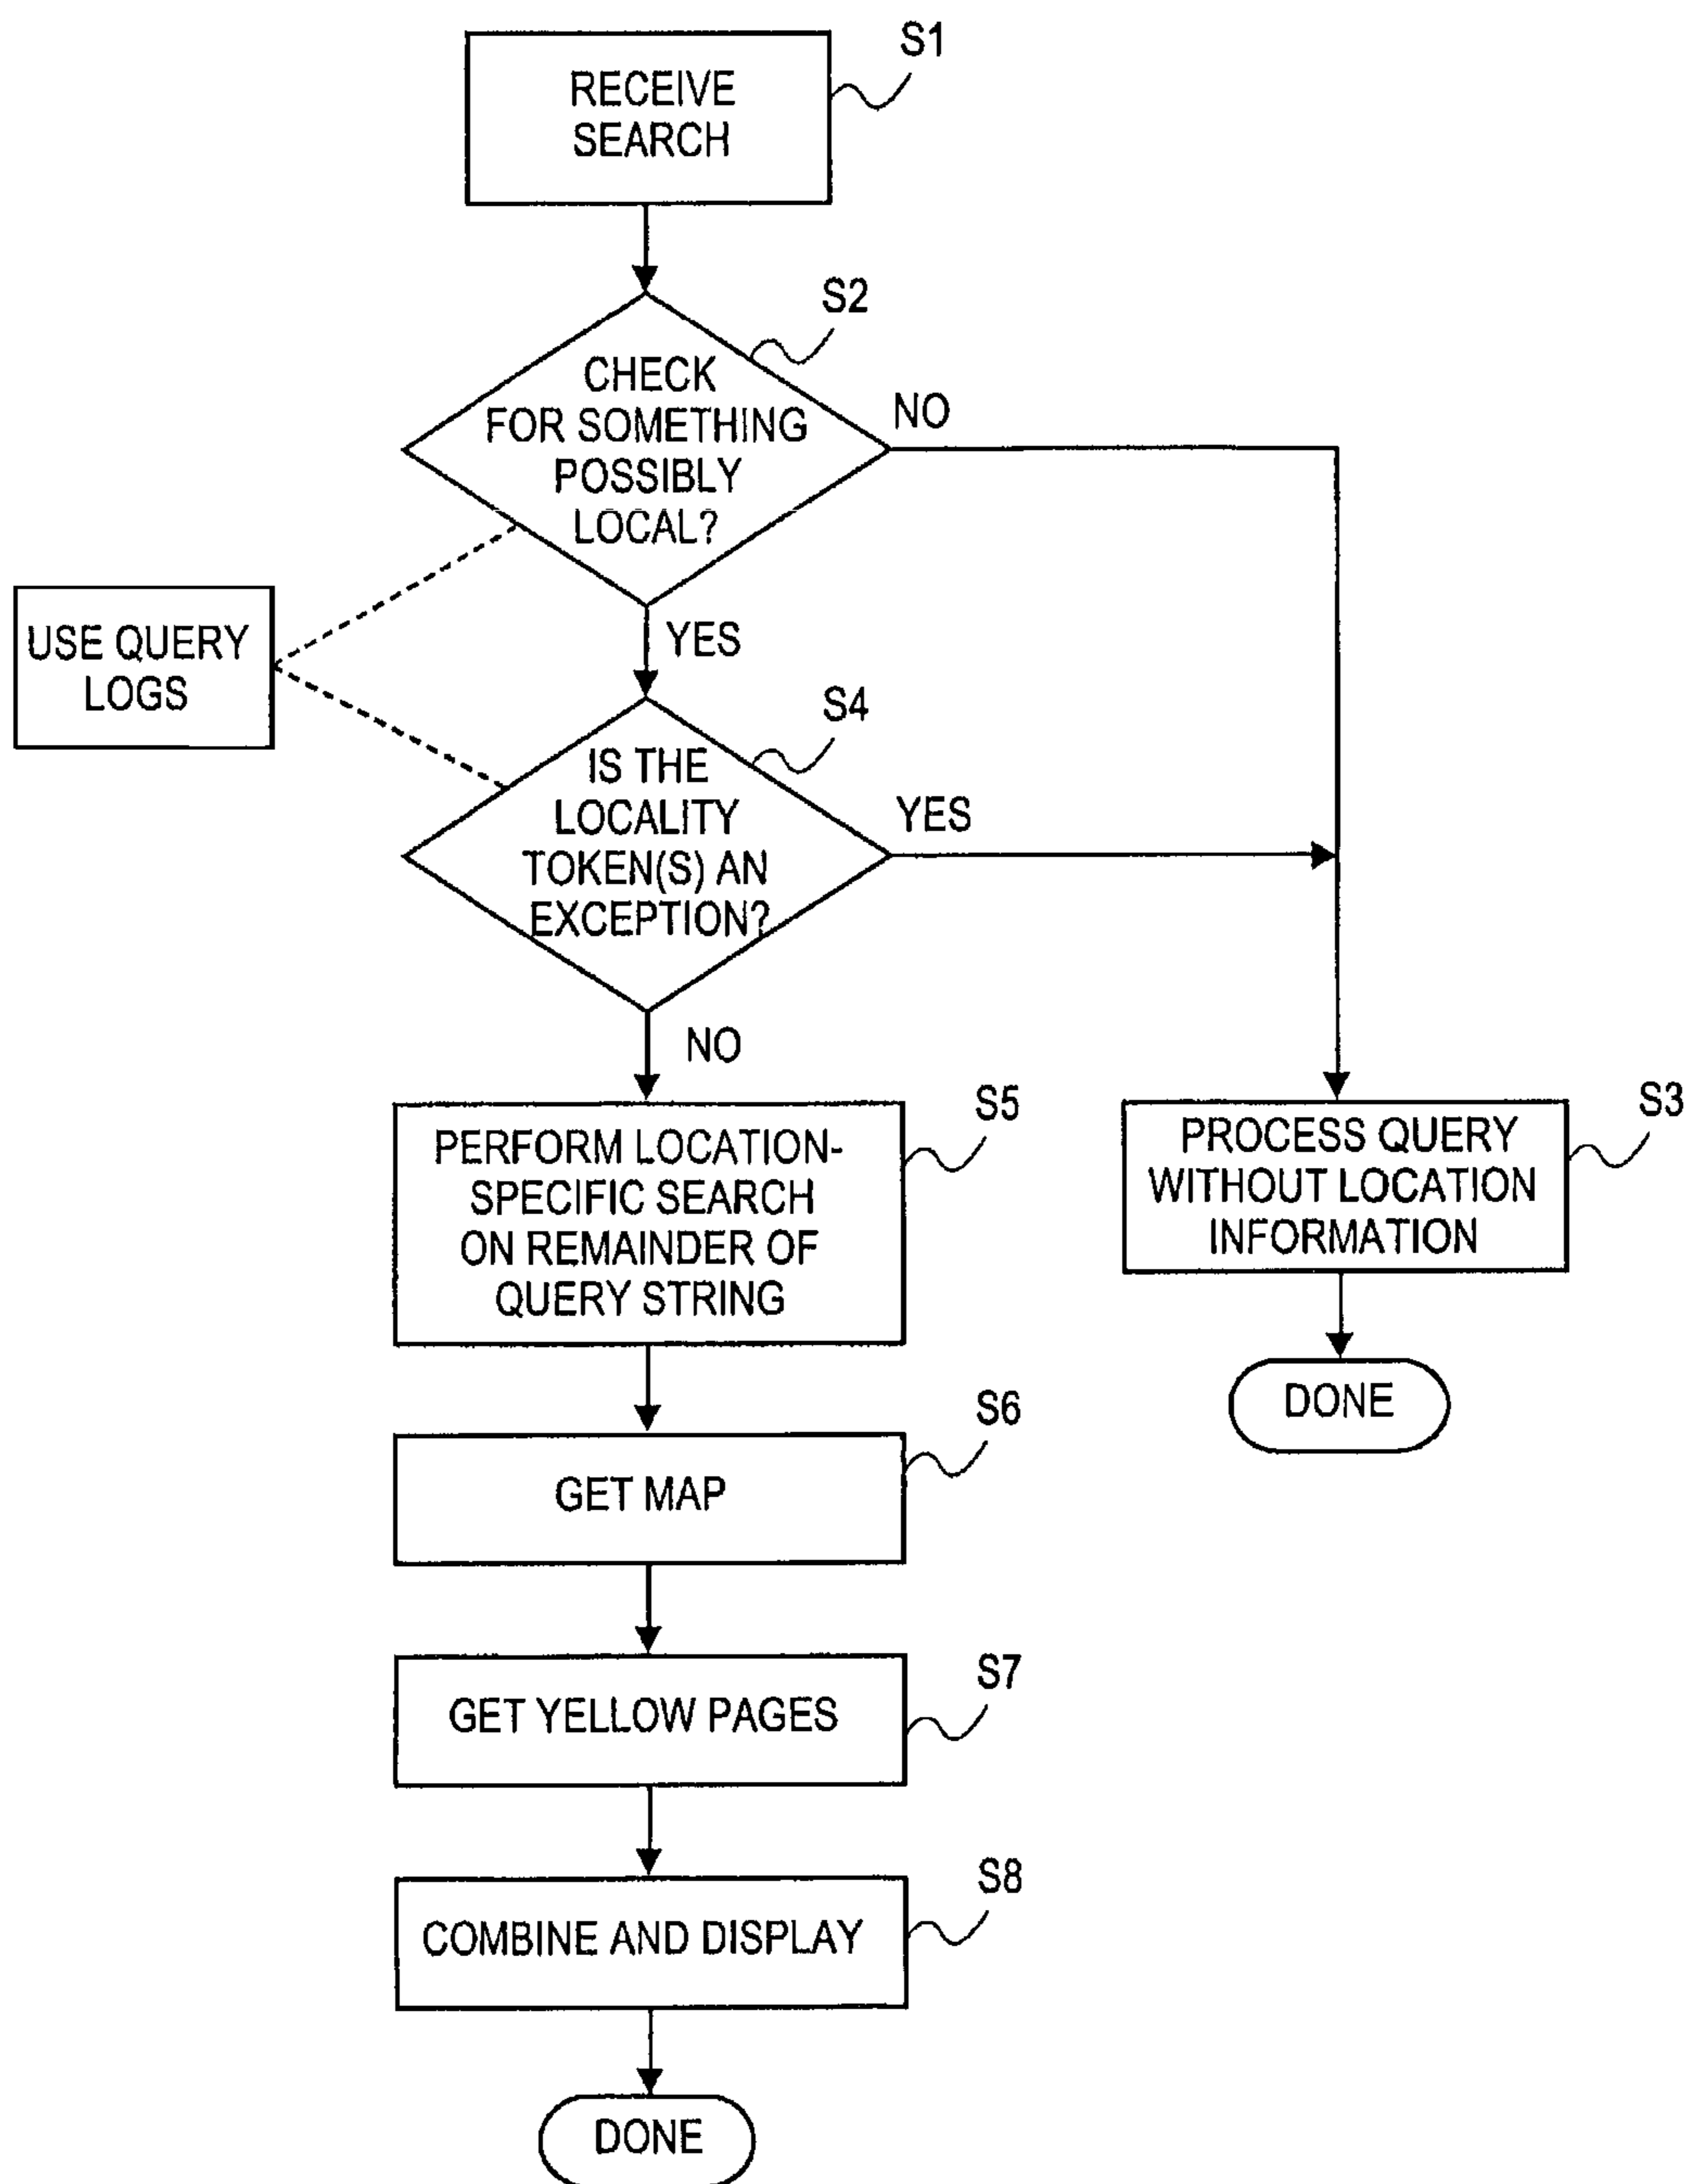 RECEIVE
SEARCH
S1
CHECK
FOR SOMETHING
POSSIBLY
LOCAL?
S2
NO
YES
USE QUERY
LOGS
IS THE
LOCALITY
TOKEN(S) AN
EXCEPTION?
S4
YES
NO
PERFORM LOCATION-
SPECIFIC SEARCH
ON REMAINDER OF
QUERY STRING
S5
PROCESS QUERY
WITHOUT LOCATION
INFORMATION
S3
DONE
GET MAP
S6
GET YELLOW PAGES
S7
COMBINE AND DISPLAY
S8
DONE